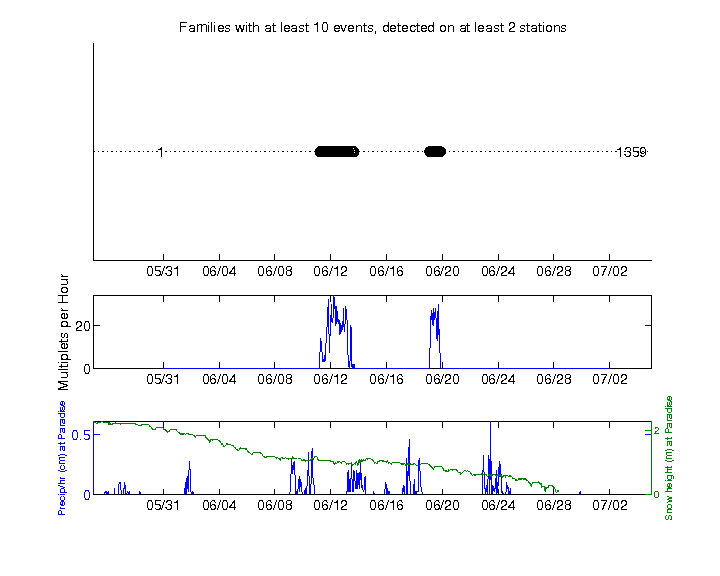 Families with at least 10 events, detected on at least 2 stations
1 1359
05/31 06/04 06/08 06/12 06/16 06/20 06/24 06/28 07/02
Multiplets per Hour
20
0
05/31 06/04 06/08 06/12 06/16 06/20 06/24 06/28 07/02
Precip/hr (cm) at Paradise
0.5
0
2
0
Snow height (m) at Paradise
05/31 06/04 06/08 06/12 06/16 06/20 06/24 06/28 07/02